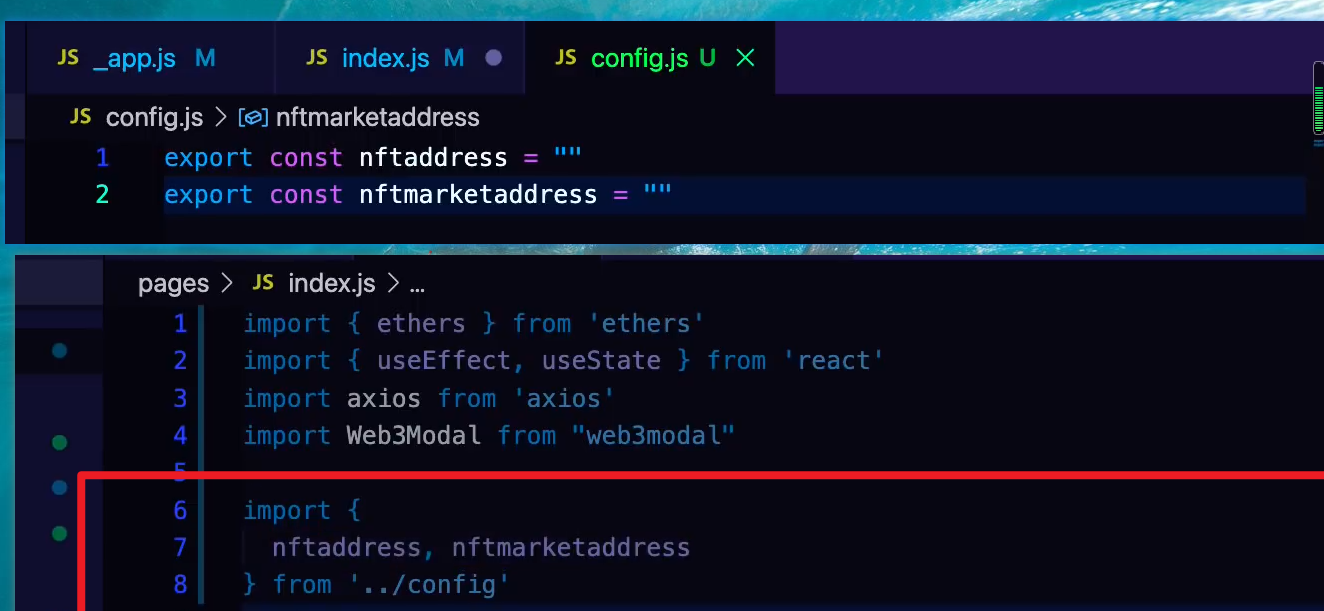 JS _app.js M JS index.js M JS config.js U
JS config.js > nftmarketaddress
1 export const nftaddress = ""
2 export const nftmarketaddress = ""
pages > JS index.js > ...
1 import { ethers } from 'ethers'
2 import { useEffect, useState } from 'react'
3 import axios from 'axios'
4 import Web3Modal from "web3modal"
5
6 import {
7 nftaddress, nftmarketaddress
8 } from '../config'